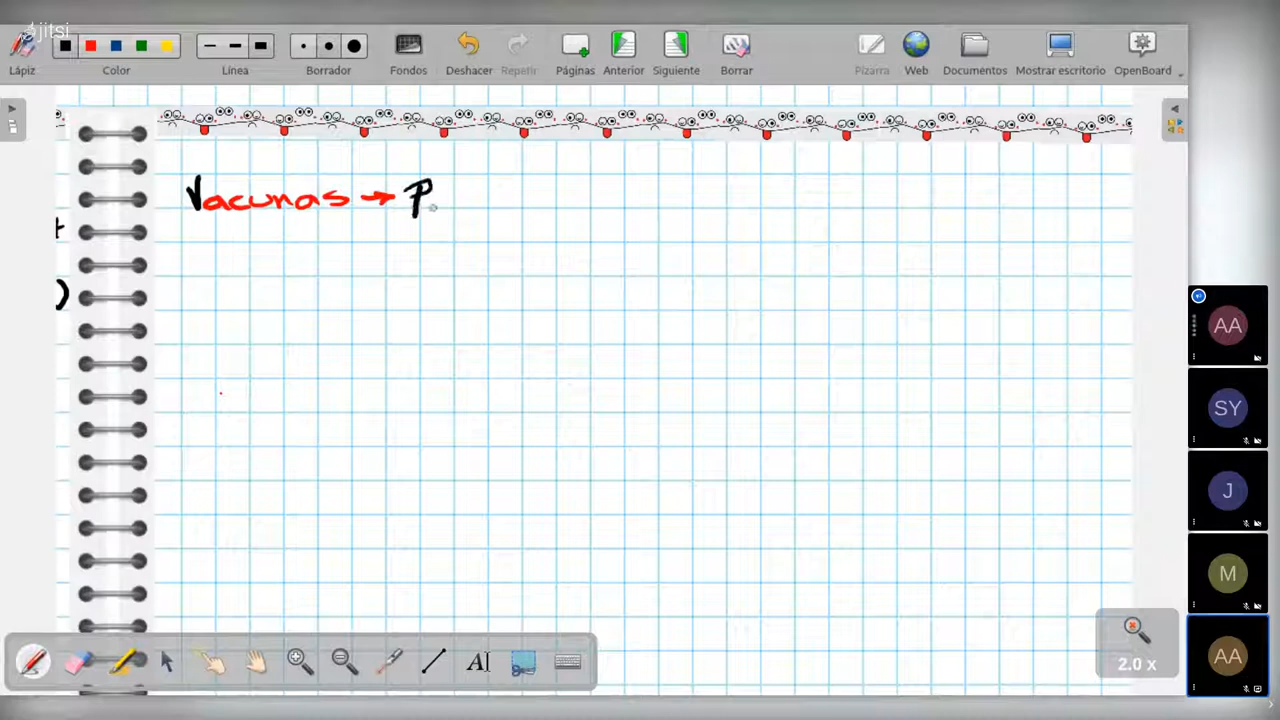 jitsi
Lápiz Color Línea Borrador Fondos Deshacer Repetir Páginas Anterior Siguiente Borrar Pizarra Web Documentos Mostrar escritorio OpenBoard
Vacunas → P
AA
SY
J
M
AA
2.0 x